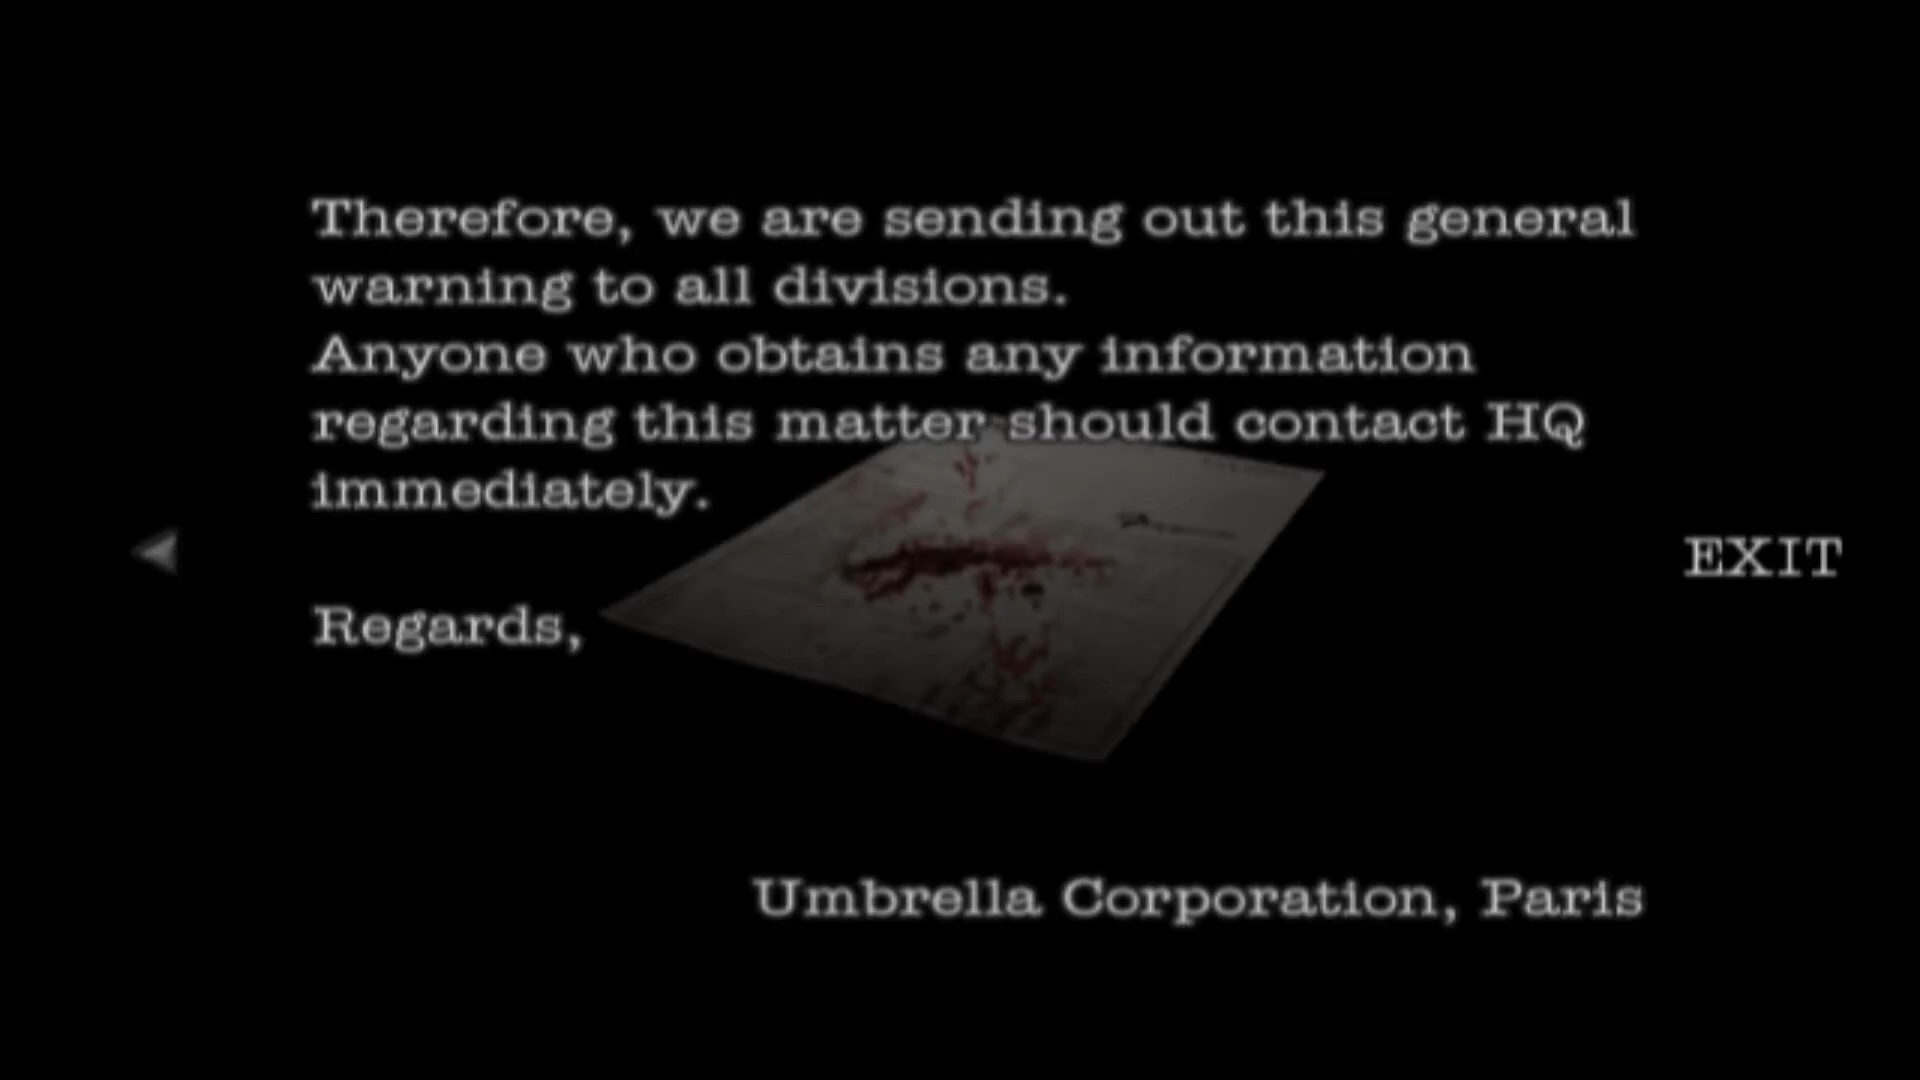 Therefore, we are sending out this general
warning to all divisions.
Anyone who obtains any information
regarding this matter should contact HQ
immediately.
EXIT
Regards,
Umbrella Corporation, Paris